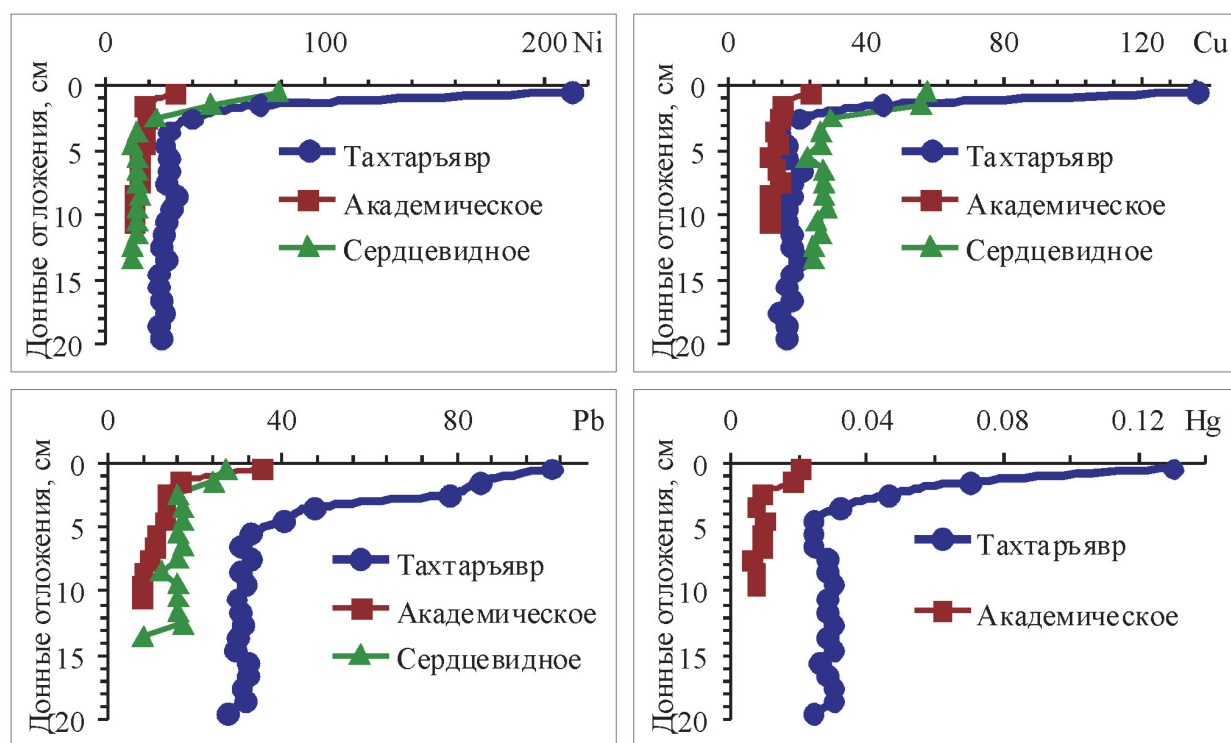 0 100 200 Ni
0
5
10
15
20
Донные отложения, см
Тахтаръявр
Академическое
Сердцевидное
0 40 80 120 Cu
0
5
10
15
20
Донные отложения, см
Тахтаръявр
Академическое
Сердцевидное
0 40 80 Pb
0
5
10
15
20
Донные отложения, см
Тахтаръявр
Академическое
Сердцевидное
0 0.04 0.08 0.12 Hg
0
5
10
15
20
Донные отложения, см
Тахтаръявр
Академическое